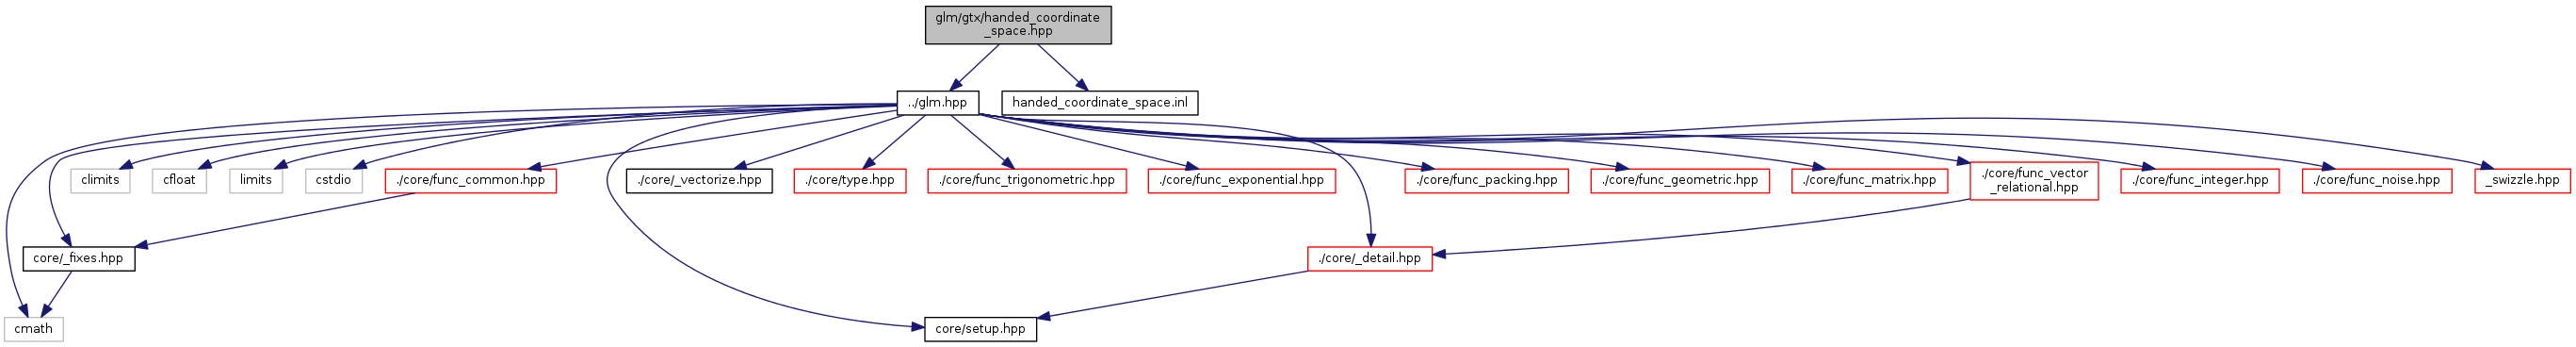 glm/gtx/handed_coordinate
_space.hpp
../glm.hpp
handed_coordinate_space.inl
climits
cfloat
limits
cstdio
./core/func_common.hpp
./core/_vectorize.hpp
./core/type.hpp
./core/func_trigonometric.hpp
./core/func_exponential.hpp
./core/func_packing.hpp
./core/func_geometric.hpp
./core/func_matrix.hpp
./core/func_vector
_relational.hpp
./core/func_integer.hpp
./core/func_noise.hpp
_swizzle.hpp
core/_fixes.hpp
./core/_detail.hpp
cmath
core/setup.hpp